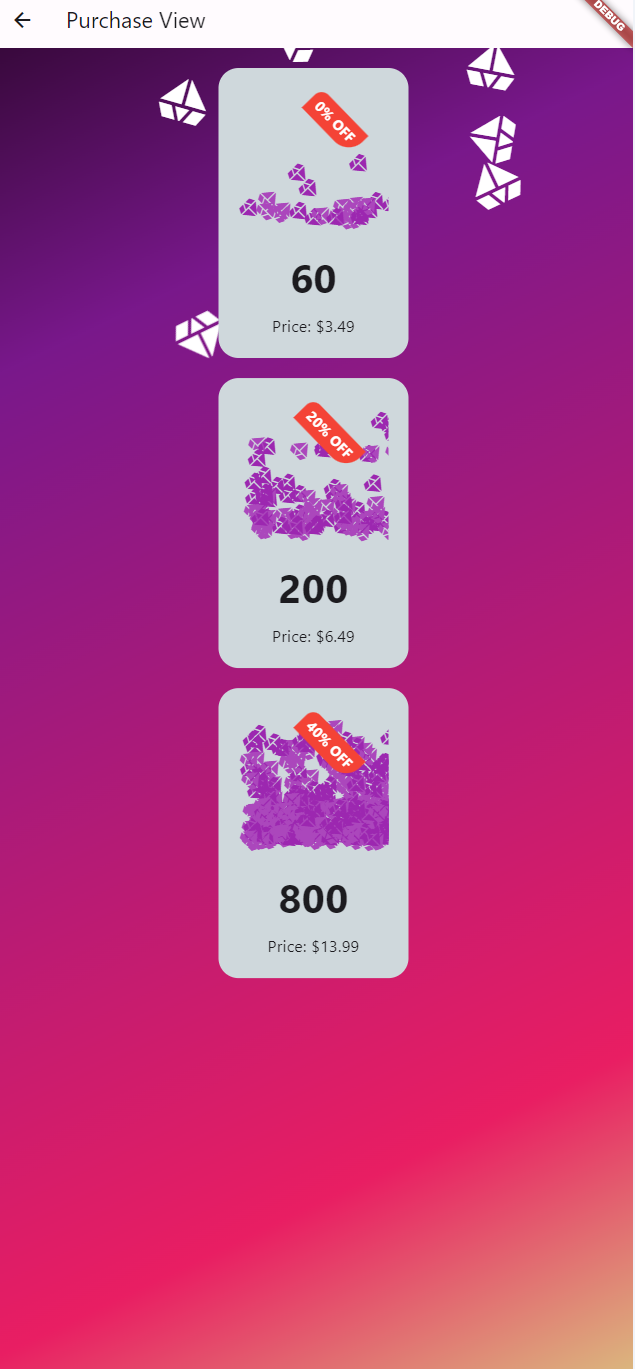 Purchase View
DEBUG
0% OFF
60
Price: $3.49
20% OFF
200
Price: $6.49
40% OFF
800
Price: $13.99